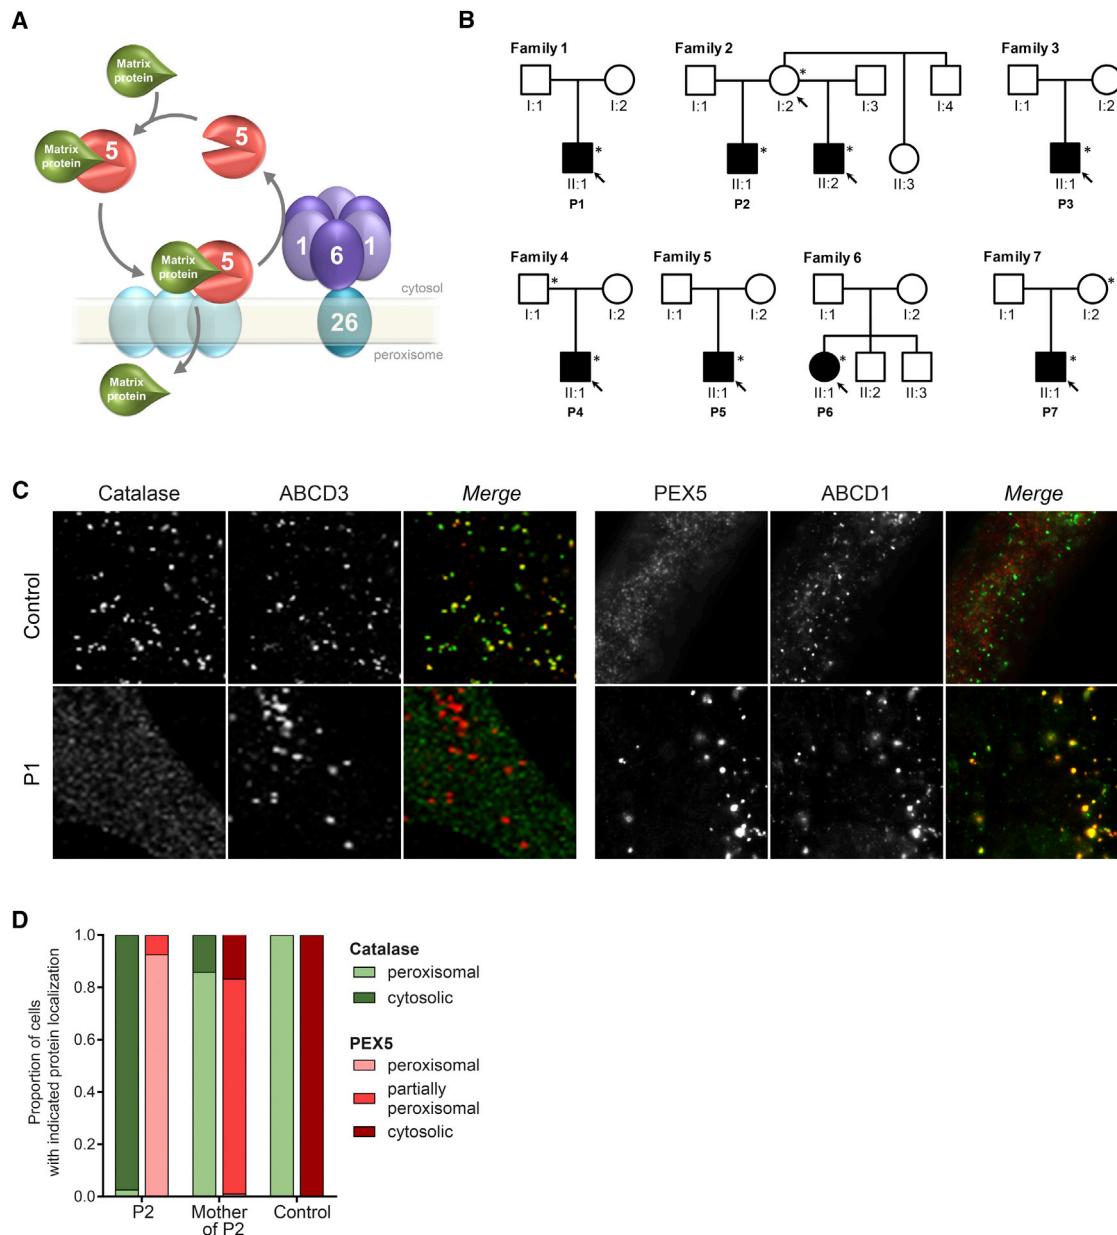 A
Matrix
protein
Matrix
protein
5
5
Matrix
protein
5
1
6
1
cytosol
26
peroxisome
Matrix
protein
B
Family 1
I:1
I:2
*
II:1
P1
Family 2
*
I:1
I:2
I:3
I:4
*
*
II:1
II:2
II:3
P2
Family 3
I:1
I:2
*
II:1
P3
Family 4
*
I:1
I:2
*
II:1
P4
Family 5
I:1
I:2
*
II:1
P5
Family 6
I:1
I:2
*
II:1
II:2
II:3
P6
Family 7
*
I:1
I:2
*
II:1
P7
C
Catalase
ABCD3
Merge
PEX5
ABCD1
Merge
Control
P1
D
Proportion of cells
with indicated protein localization
1.0
0.8
0.6
0.4
0.2
0.0
P2
Mother
of P2
Control
Catalase
peroxisomal
cytosolic
PEX5
peroxisomal
partially
peroxisomal
cytosolic